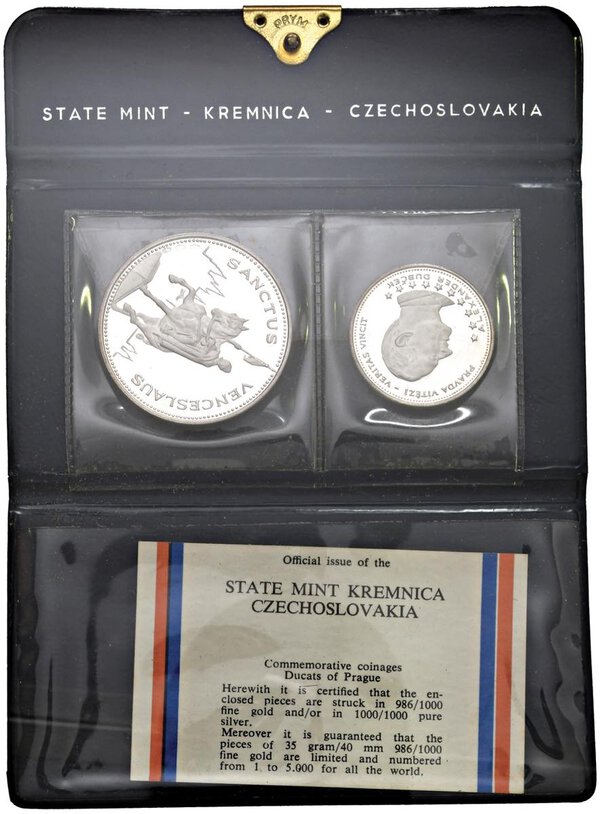 PRYM
STATE MINT - KREMNICA - CZECHOSLOVAKIA
SANCTUS
VENCESLAUS
ALEXANDER DUBČEK
PRAVDA VITĚZÍ - VERITAS VINCIT
Official issue of the
STATE MINT KREMNICA
CZECHOSLOVAKIA
Commemorative coinages
Ducats of Prague
Herewith it is certified that the en-
closed pieces are struck in 986/1000
fine gold and/or in 1000/1000 pure
silver.
Mereover it is guaranteed that the
pieces of 35 gram/40 mm 986/1000
fine gold are limited and numbered
from 1 to 5.000 for all the world.